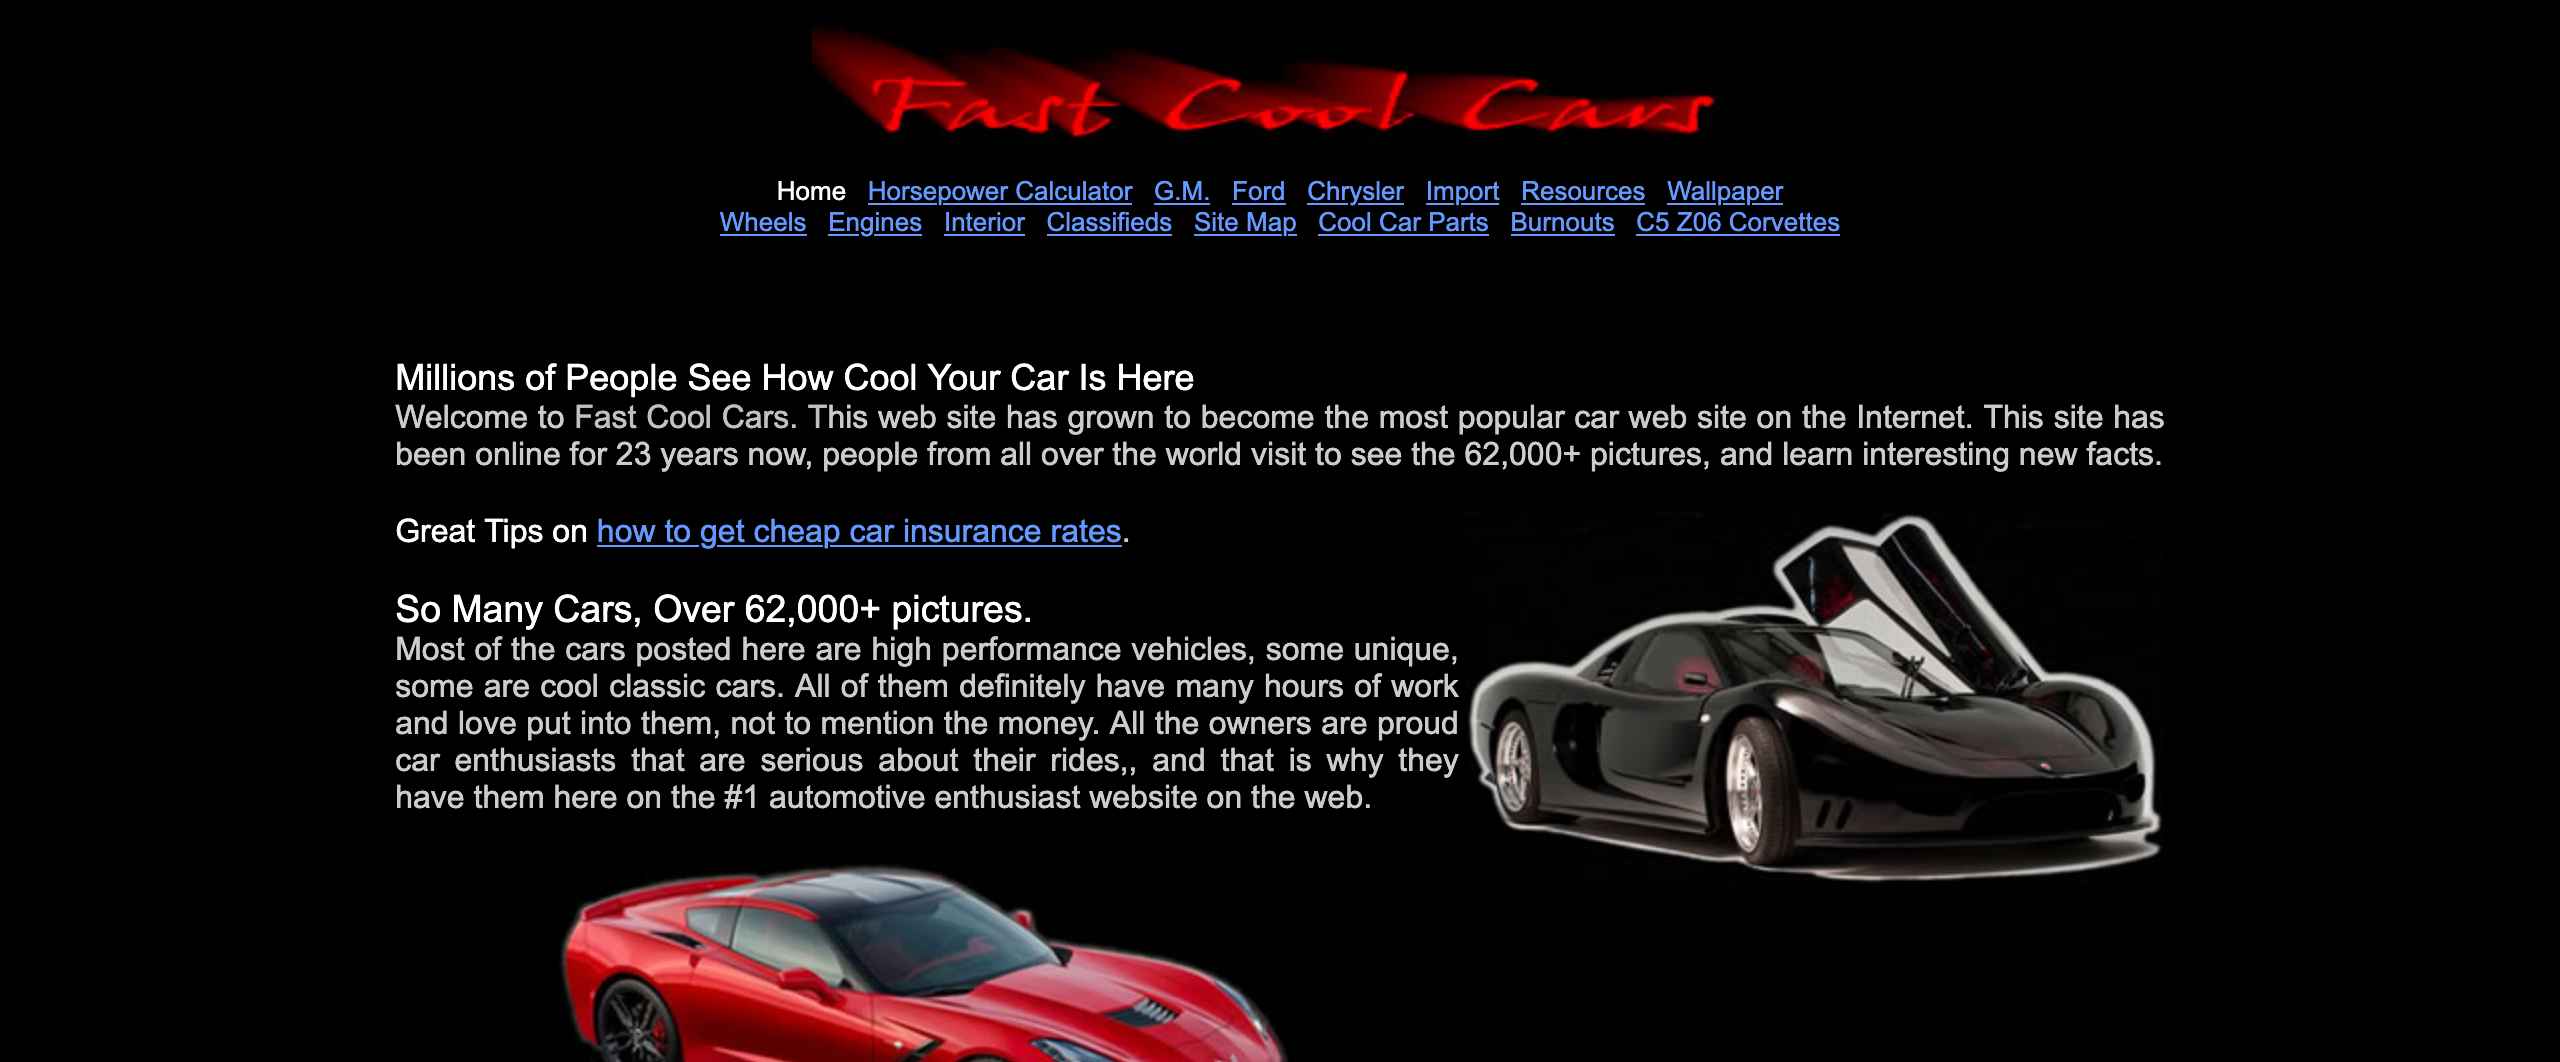 Fast Cool Cars
Home Horsepower Calculator G.M. Ford Chrysler Import Resources Wallpaper
Wheels Engines Interior Classifieds Site Map Cool Car Parts Burnouts C5 Z06 Corvettes
Millions of People See How Cool Your Car Is Here
Welcome to Fast Cool Cars. This web site has grown to become the most popular car web site on the Internet. This site has
been online for 23 years now, people from all over the world visit to see the 62,000+ pictures, and learn interesting new facts.
Great Tips on how to get cheap car insurance rates.
So Many Cars, Over 62,000+ pictures.
Most of the cars posted here are high performance vehicles, some unique,
some are cool classic cars. All of them definitely have many hours of work
and love put into them, not to mention the money. All the owners are proud
car enthusiasts that are serious about their rides,, and that is why they
have them here on the #1 automotive enthusiast website on the web.